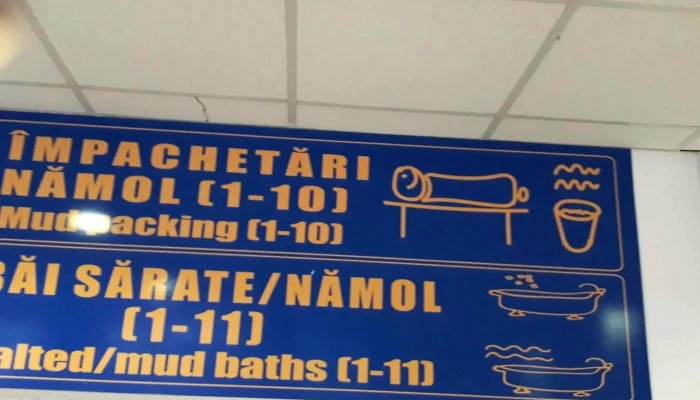 ÎMPACHETĂRI
NĂMOL (1-10)
Mud packing (1-10)
BĂI SĂRATE/NĂMOL
(1-11)
alted/mud baths (1-11)